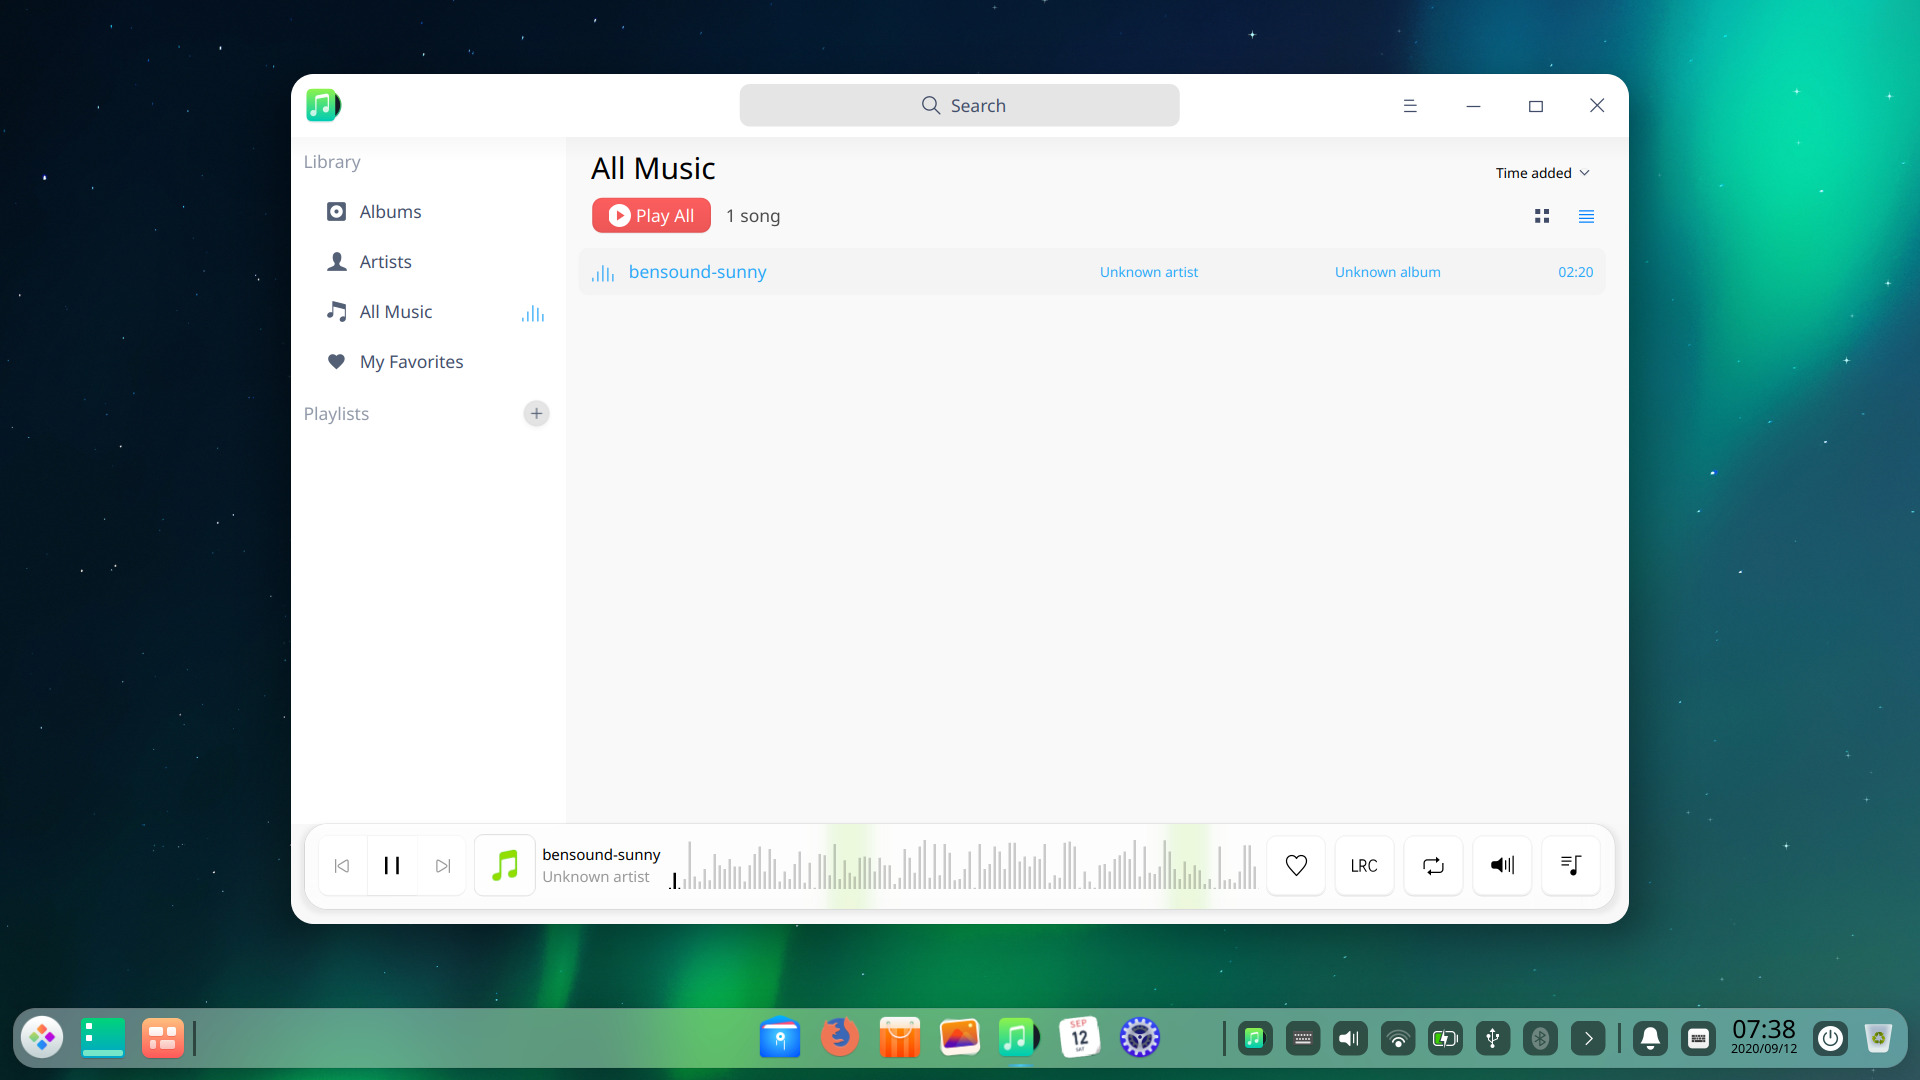 Search
Library
Albums
Artists
All Music
My Favorites
Playlists
All Music
Time added
Play All
1 song
bensound-sunny
Unknown artist
Unknown album
02:20
bensound-sunny
Unknown artist
LRC
SEP
12
SAT
07:38
2020/09/12